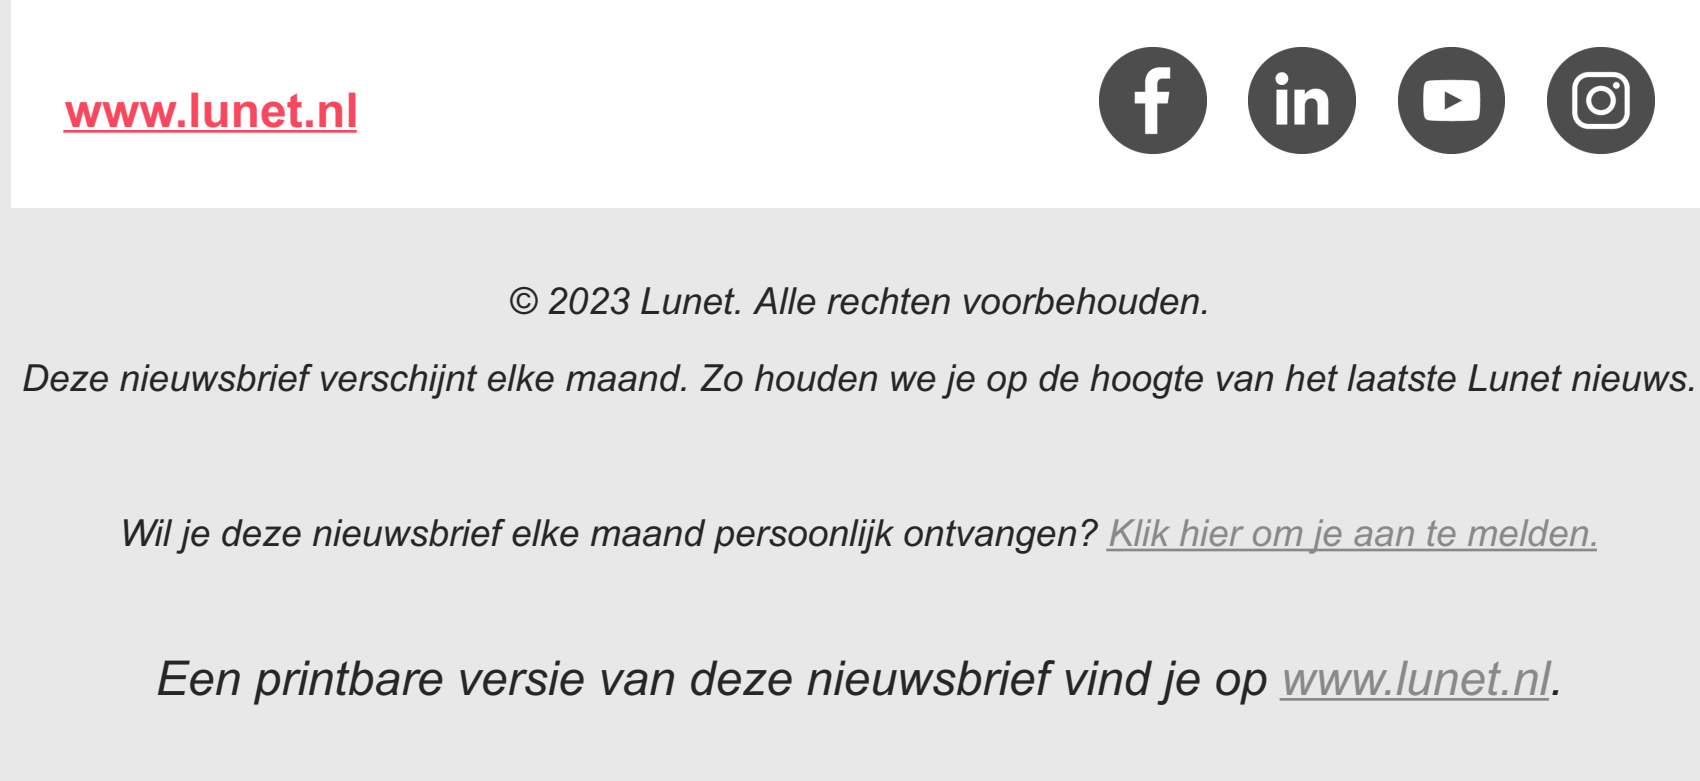 www.lunet.nl
© 2023 Lunet. Alle rechten voorbehouden.
Deze nieuwsbrief verschijnt elke maand. Zo houden we je op de hoogte van het laatste Lunet nieuws.
Wil je deze nieuwsbrief elke maand persoonlijk ontvangen? Klik hier om je aan te melden.
Een printbare versie van deze nieuwsbrief vind je op www.lunet.nl.